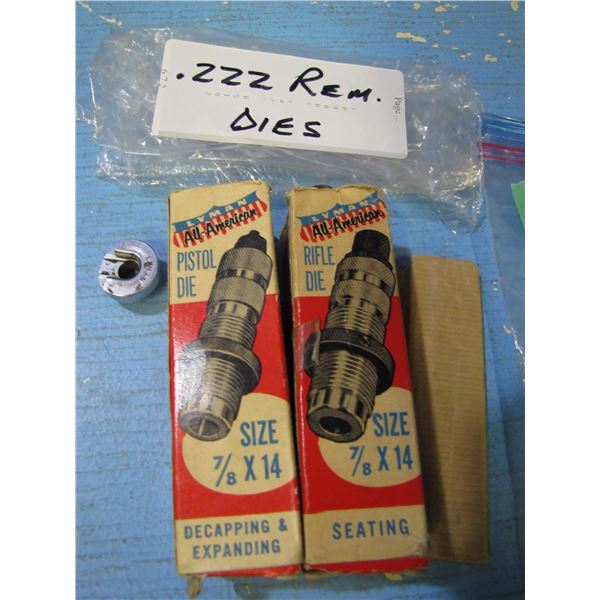 .222 REM.
DIES
LYMAN
All-American
PISTOL
DIE
SIZE
7/8 X 14
DECAPPING &
EXPANDING
LYMAN
All-American
RIFLE
DIE
SIZE
7/8 X 14
SEATING